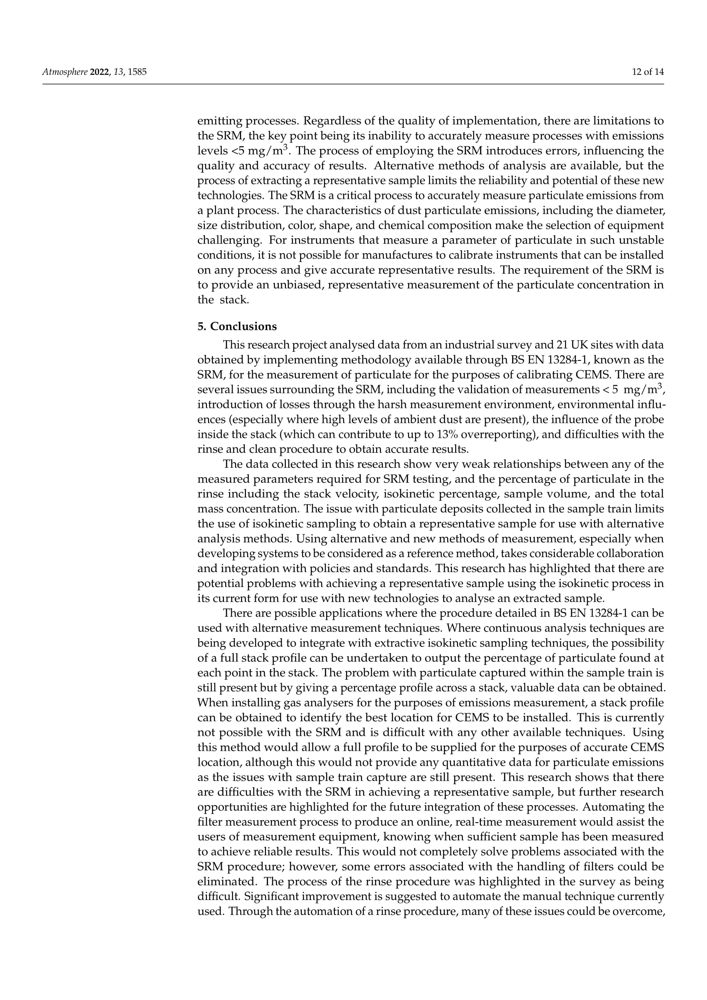 Atmosphere 2022, 13, 1585
12 of 14
emitting processes. Regardless of the quality of implementation, there are limitations to
the SRM, the key point being its inability to accurately measure processes with emissions
levels <5 mg/m³. The process of employing the SRM introduces errors, influencing the
quality and accuracy of results. Alternative methods of analysis are available, but the
process of extracting a representative sample limits the reliability and potential of these new
technologies. The SRM is a critical process to accurately measure particulate emissions from
a plant process. The characteristics of dust particulate emissions, including the diameter,
size distribution, color, shape, and chemical composition make the selection of equipment
challenging. For instruments that measure a parameter of particulate in such unstable
conditions, it is not possible for manufactures to calibrate instruments that can be installed
on any process and give accurate representative results. The requirement of the SRM is
to provide an unbiased, representative measurement of the particulate concentration in
the stack.
5. Conclusions
This research project analysed data from an industrial survey and 21 UK sites with data
obtained by implementing methodology available through BS EN 13284-1, known as the
SRM, for the measurement of particulate for the purposes of calibrating CEMS. There are
several issues surrounding the SRM, including the validation of measurements < 5 mg/m³,
introduction of losses through the harsh measurement environment, environmental influ-
ences (especially where high levels of ambient dust are present), the influence of the probe
inside the stack (which can contribute to up to 13% overreporting), and difficulties with the
rinse and clean procedure to obtain accurate results.
The data collected in this research show very weak relationships between any of the
measured parameters required for SRM testing, and the percentage of particulate in the
rinse including the stack velocity, isokinetic percentage, sample volume, and the total
mass concentration. The issue with particulate deposits collected in the sample train limits
the use of isokinetic sampling to obtain a representative sample for use with alternative
analysis methods. Using alternative and new methods of measurement, especially when
developing systems to be considered as a reference method, takes considerable collaboration
and integration with policies and standards. This research has highlighted that there are
potential problems with achieving a representative sample using the isokinetic process in
its current form for use with new technologies to analyse an extracted sample.
There are possible applications where the procedure detailed in BS EN 13284-1 can be
used with alternative measurement techniques. Where continuous analysis techniques are
being developed to integrate with extractive isokinetic sampling techniques, the possibility
of a full stack profile can be undertaken to output the percentage of particulate found at
each point in the stack. The problem with particulate captured within the sample train is
still present but by giving a percentage profile across a stack, valuable data can be obtained.
When installing gas analysers for the purposes of emissions measurement, a stack profile
can be obtained to identify the best location for CEMS to be installed. This is currently
not possible with the SRM and is difficult with any other available techniques. Using
this method would allow a full profile to be supplied for the purposes of accurate CEMS
location, although this would not provide any quantitative data for particulate emissions
as the issues with sample train capture are still present. This research shows that there
are difficulties with the SRM in achieving a representative sample, but further research
opportunities are highlighted for the future integration of these processes. Automating the
filter measurement process to produce an online, real-time measurement would assist the
users of measurement equipment, knowing when sufficient sample has been measured
to achieve reliable results. This would not completely solve problems associated with the
SRM procedure; however, some errors associated with the handling of filters could be
eliminated. The process of the rinse procedure was highlighted in the survey as being
difficult. Significant improvement is suggested to automate the manual technique currently
used. Through the automation of a rinse procedure, many of these issues could be overcome,